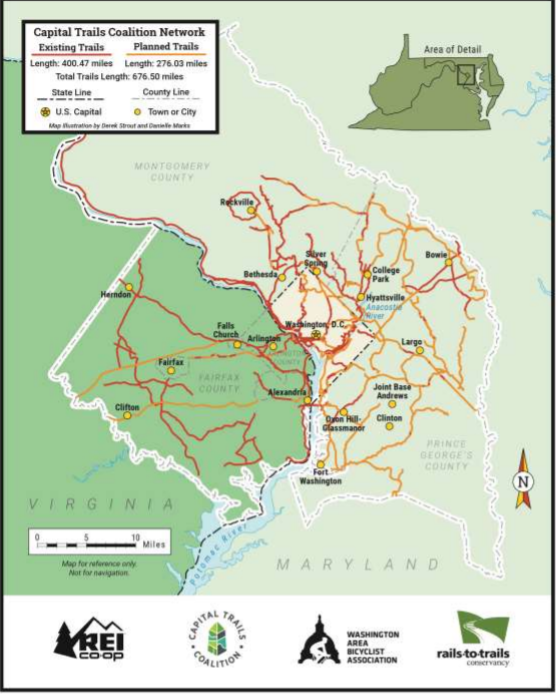 Capital Trails Coalition Network
Existing Trails
Planned Trails
Length: 400.47 miles
Length: 276.03 miles
Total Trails Length: 676.50 miles
State Line
County Line
U.S. Capital
Town or City
Map illustration by Derek Strout and Danielle Marks
Area of Detail
MONTGOMERY
COUNTY
Rockville
Silver
Spring
Bethesda
College
Park
Bowie
Herndon
Hyattsville
Anacostia
River
Falls
Church
Arlington
Washington, D.C.
ARLINGTON
COUNTY
Largo
Fairfax
FAIRFAX
COUNTY
Alexandria
Joint Base
Andrews
Clifton
Oxon Hill-
Glassmanor
Clinton
PRINCE
GEORGE'S
COUNTY
Fort
Washington
N
VIRGINIA
0 5 10
Miles
Map for reference only.
Not for navigation.
Potomac River
MARYLAND
REI
CO·OP
CAPITAL TRAILS
COALITION
WASHINGTON
AREA
BICYCLIST
ASSOCIATION
rails-to-trails
conservancy